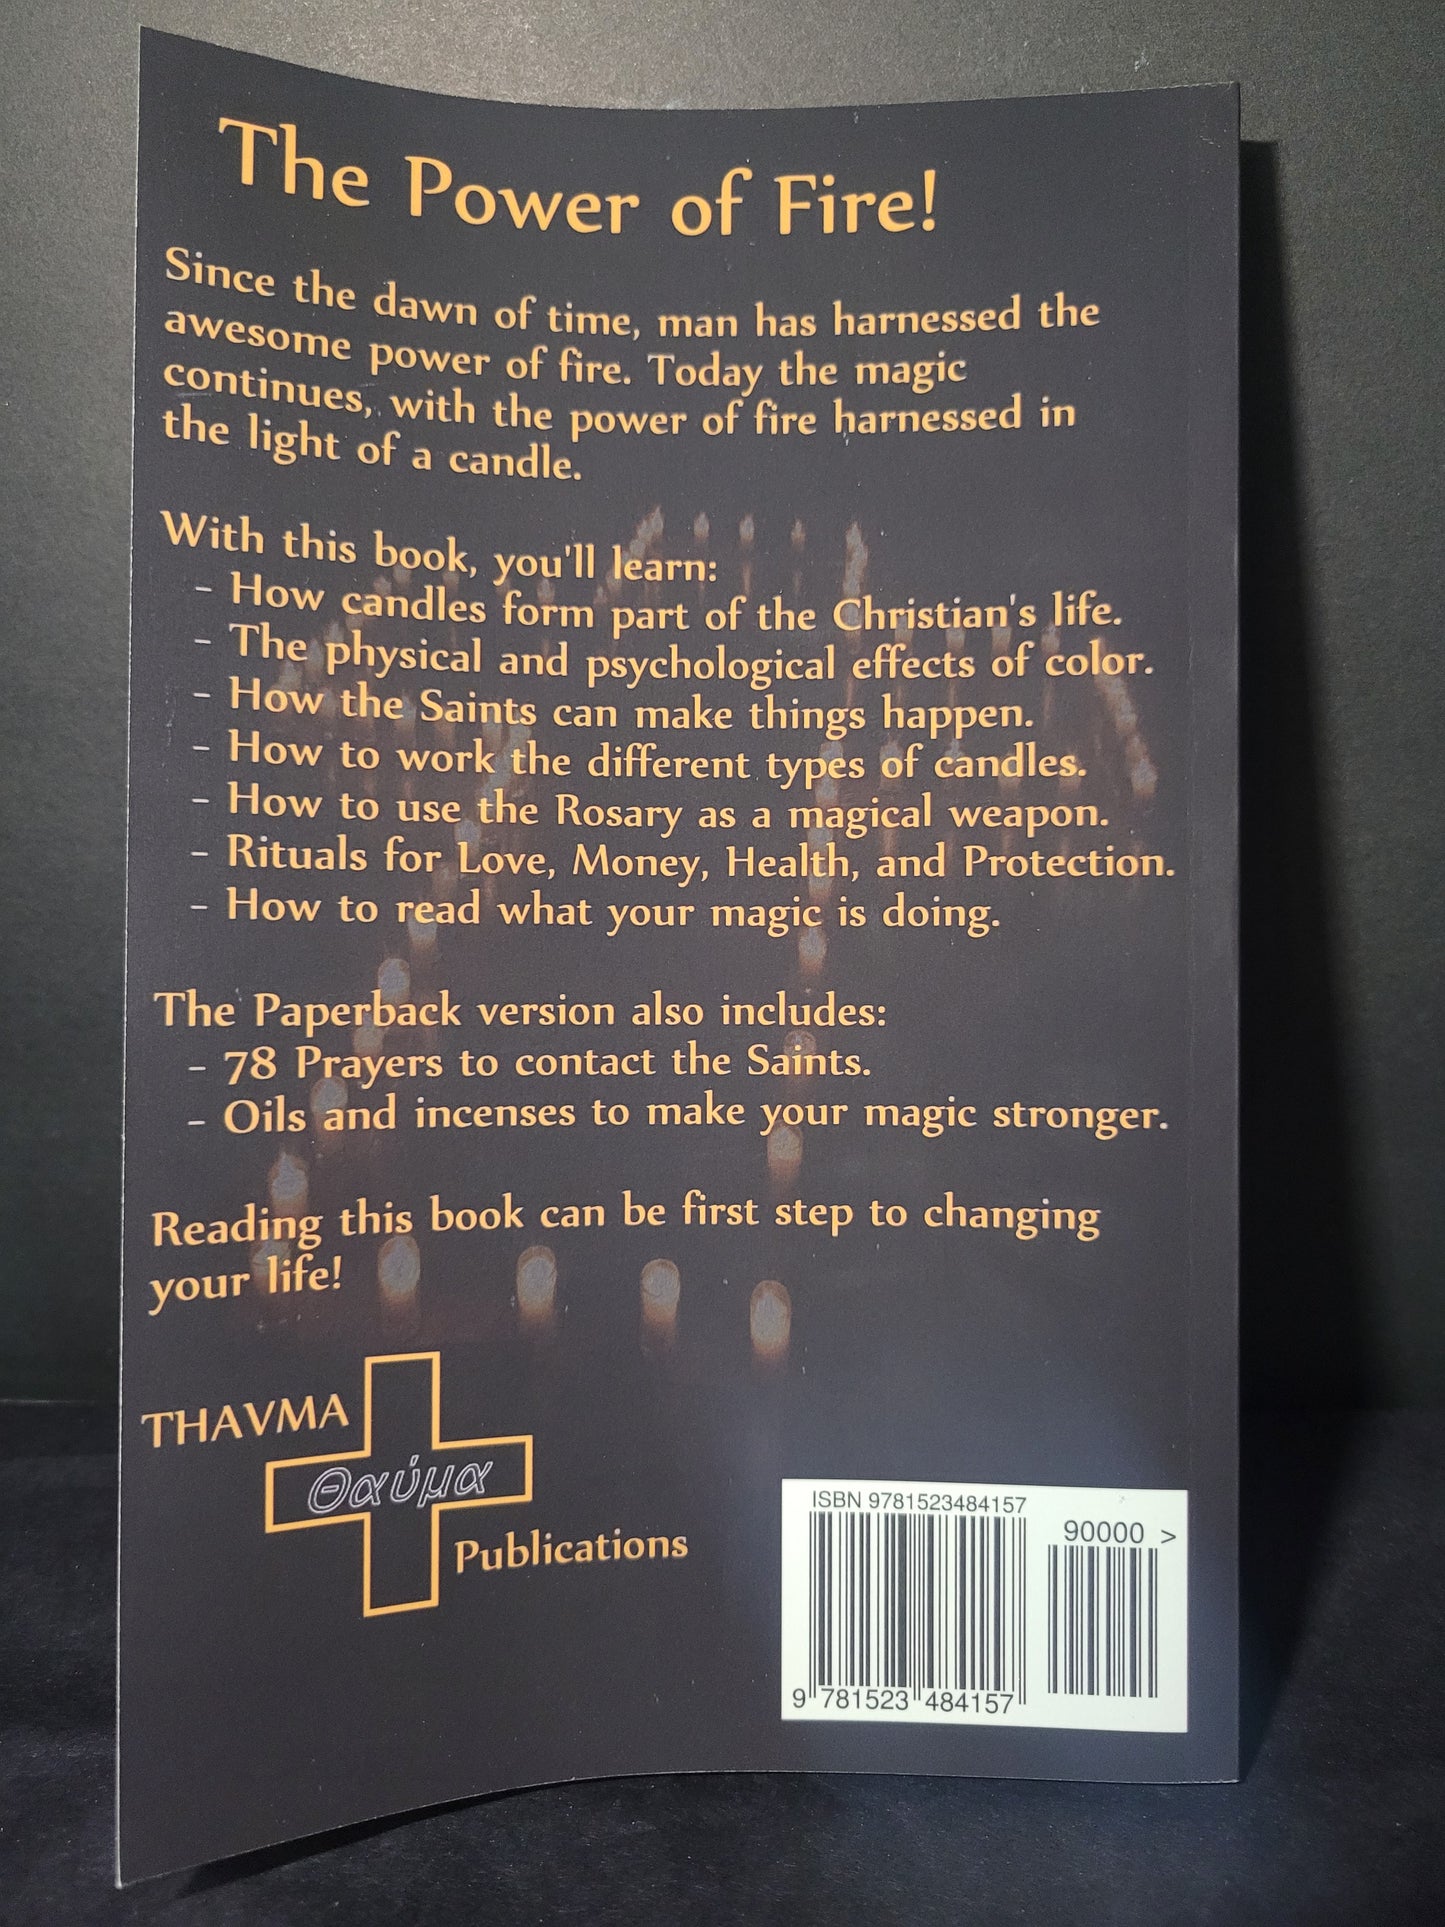 The Power of Fire!
Since the dawn of time, man has harnessed the
awesome power of fire. Today the magic
continues, with the power of fire harnessed in
the light of a candle.
With this book, you'll learn:
- How candles form part of the Christian's life.
- The physical and psychological effects of color.
- How the Saints can make things happen.
- How to work the different types of candles.
- How to use the Rosary as a magical weapon.
- Rituals for Love, Money, Health, and Protection.
- How to read what your magic is doing.
The Paperback version also includes:
- 78 Prayers to contact the Saints.
- Oils and incenses to make your magic stronger.
Reading this book can be first step to changing
your life!
THAVMA
Θαύμα
Publications
ISBN 9781523484157
90000 >
9 781523 484157